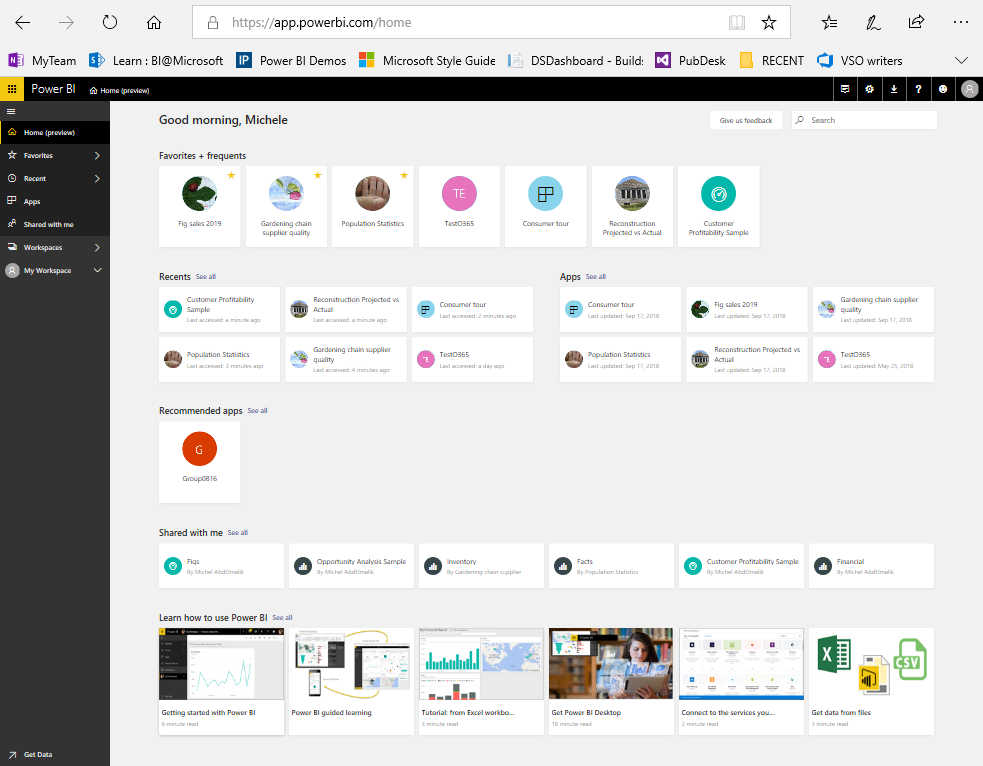 https://app.powerbi.com/home
MyTeam
Learn : BI@Microsoft
Power BI Demos
Microsoft Style Guide
DSDashboard - Builds
PubDesk
RECENT
VSO writers
Power BI
Home (preview)
Home (preview)
Favorites
Recent
Apps
Shared with me
Workspaces
My Workspace
Get Data
Good morning, Michele
Give us feedback
Search
Favorites + frequents
Fig sales 2019
Gardening chain
supplier quality
Population Statistics
TE
TestO365
Consumer tour
Reconstruction
Projected vs Actual
Customer
Profitability Sample
Recents See all
Customer Profitability
Sample
Last accessed: a minute ago
Reconstruction Projected vs
Actual
Last accessed: a minute ago
Consumer tour
Last accessed: 2 minutes ago
Population Statistics
Last accessed: 3 minutes ago
Gardening chain supplier
quality
Last accessed: 4 minutes ago
TE
TestO365
Last accessed: a day ago
Apps See all
Consumer tour
Last updated: Sep 17, 2018
Fig sales 2019
Last updated: Sep 17, 2018
Gardening chain supplier
quality
Last updated: Sep 17, 2018
Population Statistics
Last updated: Sep 17, 2018
Reconstruction Projected vs
Actual
Last updated: Sep 17, 2018
TE
TestO365
Last updated: May 25, 2018
Recommended apps See all
G
Group0816
Shared with me See all
Fiqs
By Michel AbdElmalik
Opportunity Analysis Sample
By Michel AbdElmalik
Inventory
By Gardening chain supplier
Facts
By Population Statistics
Customer Profitability Sample
By Michel AbdElmalik
Financial
By Michel AbdElmalik
Learn how to use Power BI See all
Getting started with Power BI
6 minute read
Power BI guided learning
Tutorial: from Excel workbo...
3 minute read
Power BI
Get Power BI Desktop
18 minute read
Connect to the services you...
2 minute read
CSV
Get data from files
3 minute read